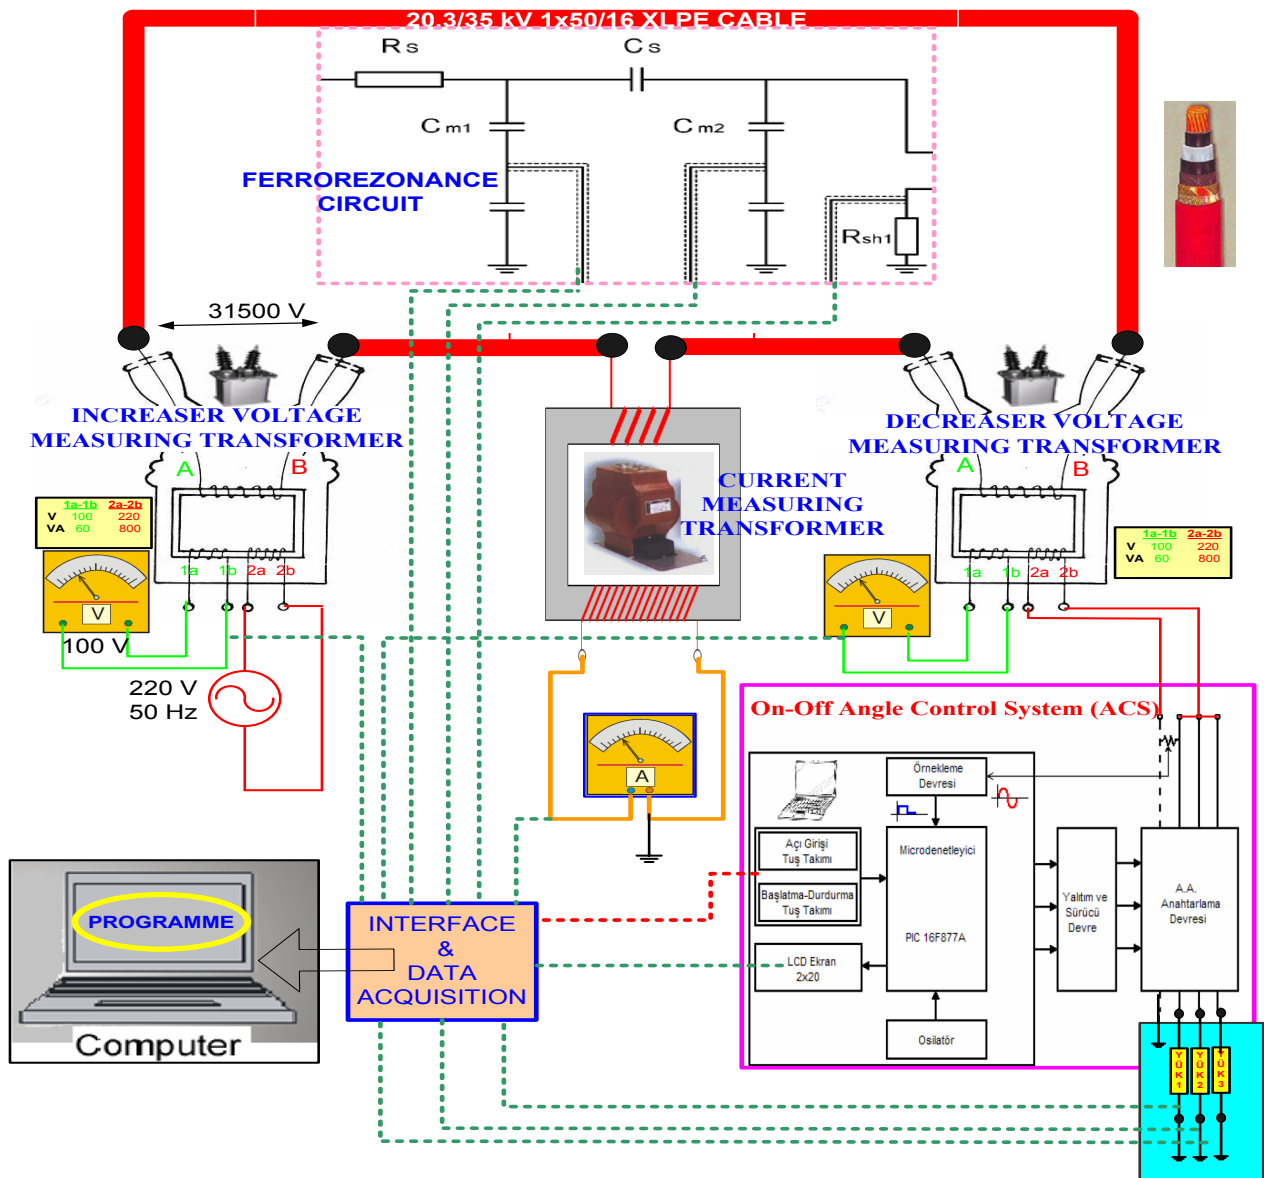 20.3/35 kV 1x50/16 XLPE CABLE
Rs
Cs
Cm1
Cm2
FERROREZONANCE
CIRCUIT
Rsh1
31500 V
INCREASER VOLTAGE
MEASURING TRANSFORMER
DECREASER VOLTAGE
MEASURING TRANSFORMER
A
B
A
B
CURRENT
MEASURING
TRANSFORMER
1a-1b 2a-2b
V 100 220
VA 60 800
1a 1b 2a 2b
V
100 V
220 V
50 Hz
1a-1b 2a-2b
V 100 220
VA 60 800
1a 1b 2a 2b
V
A
On-Off Angle Control System (ACS)
Örnekleme
Devresi
Açı Girişi
Tuş Takımı
Başlatma-Durdurma
Tuş Takımı
Microdenetleyici
PIC 16F877A
LCD Ekran
2x20
Osilatör
Yalıtım ve
Sürücü
Devre
A.A.
Anahtarlama
Devresi
YÜK1
YÜK2
YÜK3
PROGRAMME
Computer
INTERFACE
&
DATA
ACQUISITION